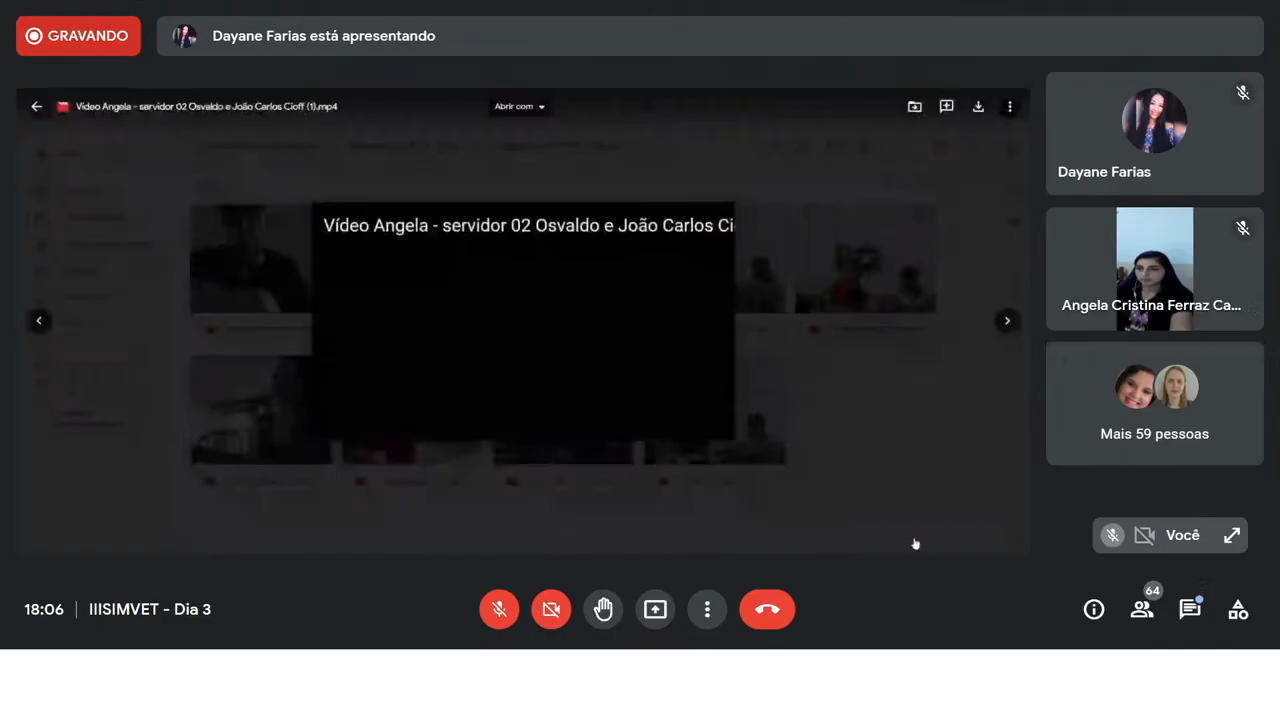 GRAVANDO
Dayane Farias está apresentando
Vídeo Angela - servidor 02 Osvaldo e João Carlos Cioff (1).mp4
Abrir com
Vídeo Angela - servidor 02 Osvaldo e João Carlos Ci
Dayane Farias
Angela Cristina Ferraz Ca...
Mais 59 pessoas
Você
18:06
IIISIMVET - Dia 3
64